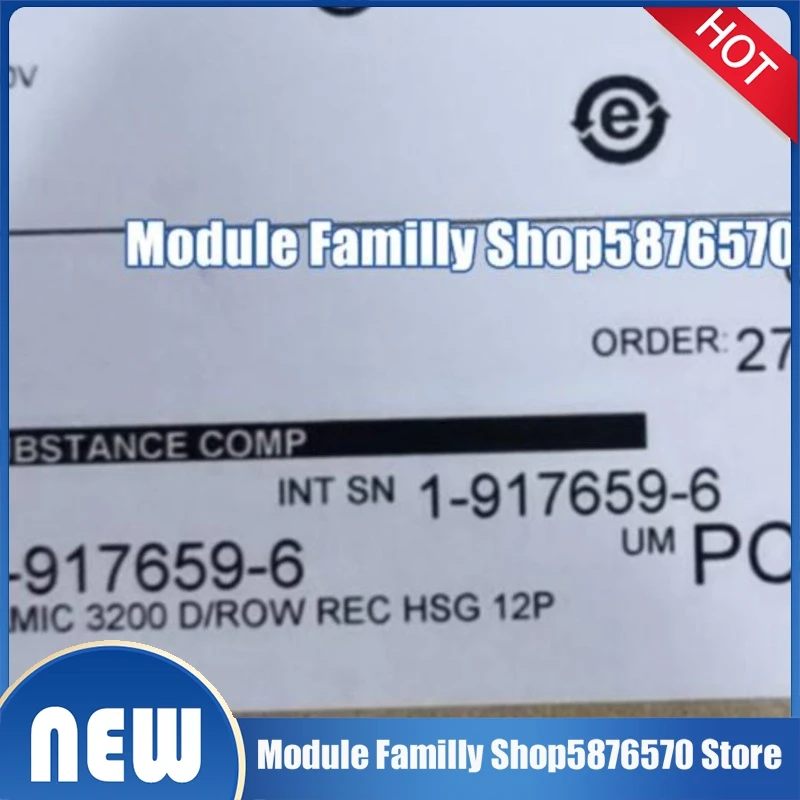 HOT
0V
e
Module Familly Shop5876570
ORDER: 27
BSTANCE COMP
INT SN 1-917659-6
-917659-6
UM PC
MIC 3200 D/ROW REC HSG 12P
NEW
Module Familly Shop5876570 Store